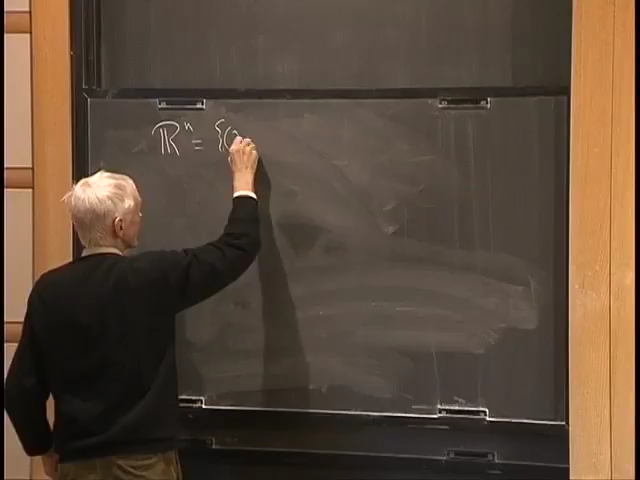 ℝⁿ = {(